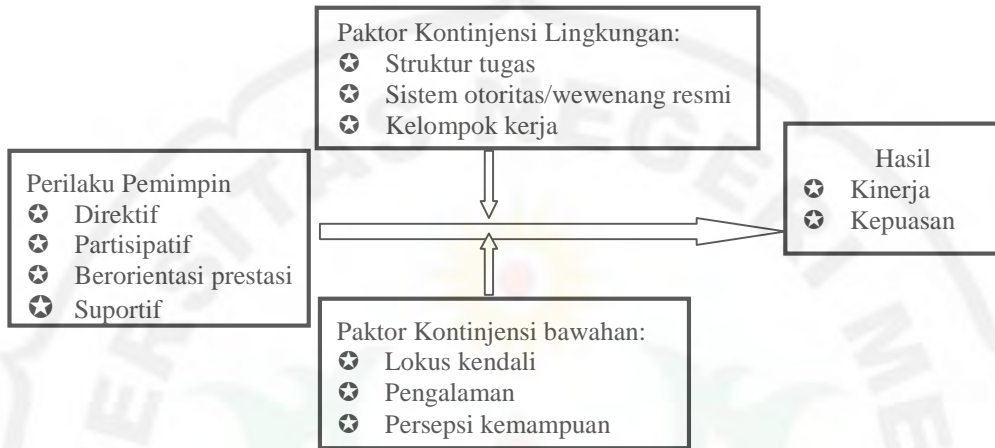 Paktor Kontinjensi Lingkungan:
✪ Struktur tugas
✪ Sistem otoritas/wewenang resmi
✪ Kelompok kerja
Perilaku Pemimpin
✪ Direktif
✪ Partisipatif
✪ Berorientasi prestasi
✪ Suportif
Hasil
✪ Kinerja
✪ Kepuasan
Paktor Kontinjensi bawahan:
✪ Lokus kendali
✪ Pengalaman
✪ Persepsi kemampuan